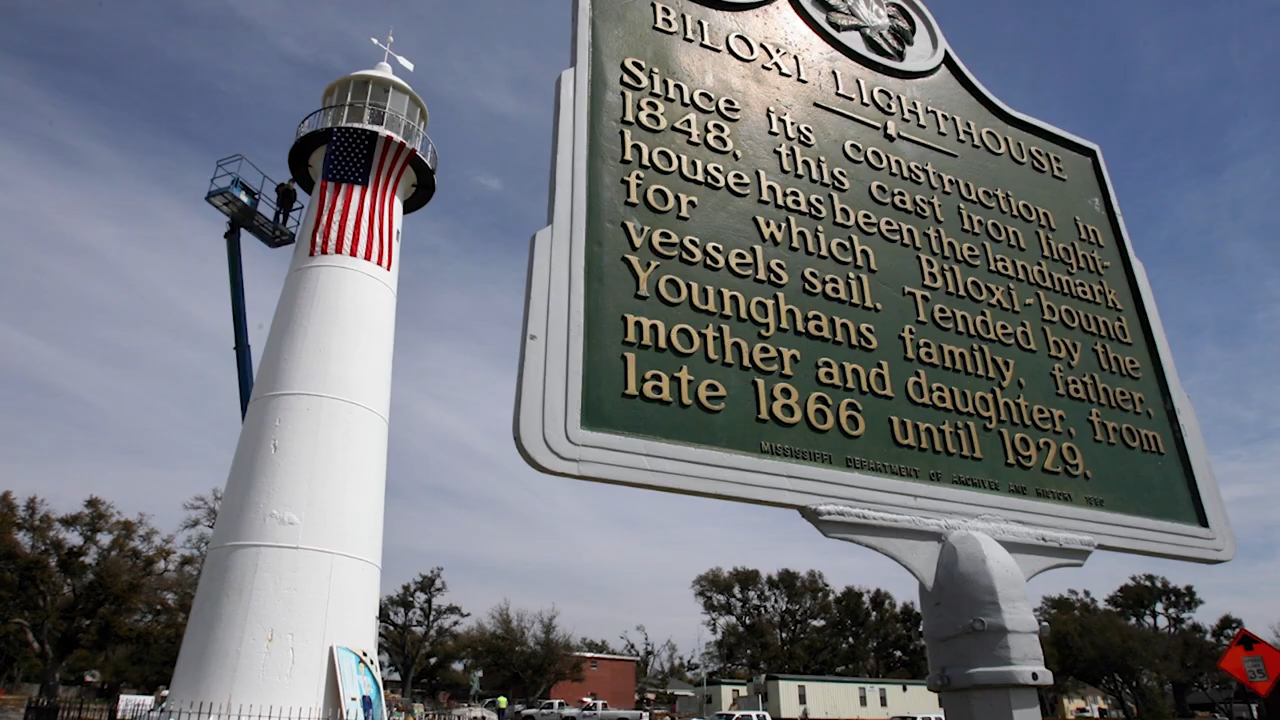 BILOXI LIGHTHOUSE
Since its construction in
1848, this cast iron light-
house has been the landmark
for which Biloxi-bound
vessels sail. Tended by the
Younghans family, father,
mother and daughter, from
late 1866 until 1929.
MISSISSIPPI DEPARTMENT OF ARCHIVES AND HISTORY
35